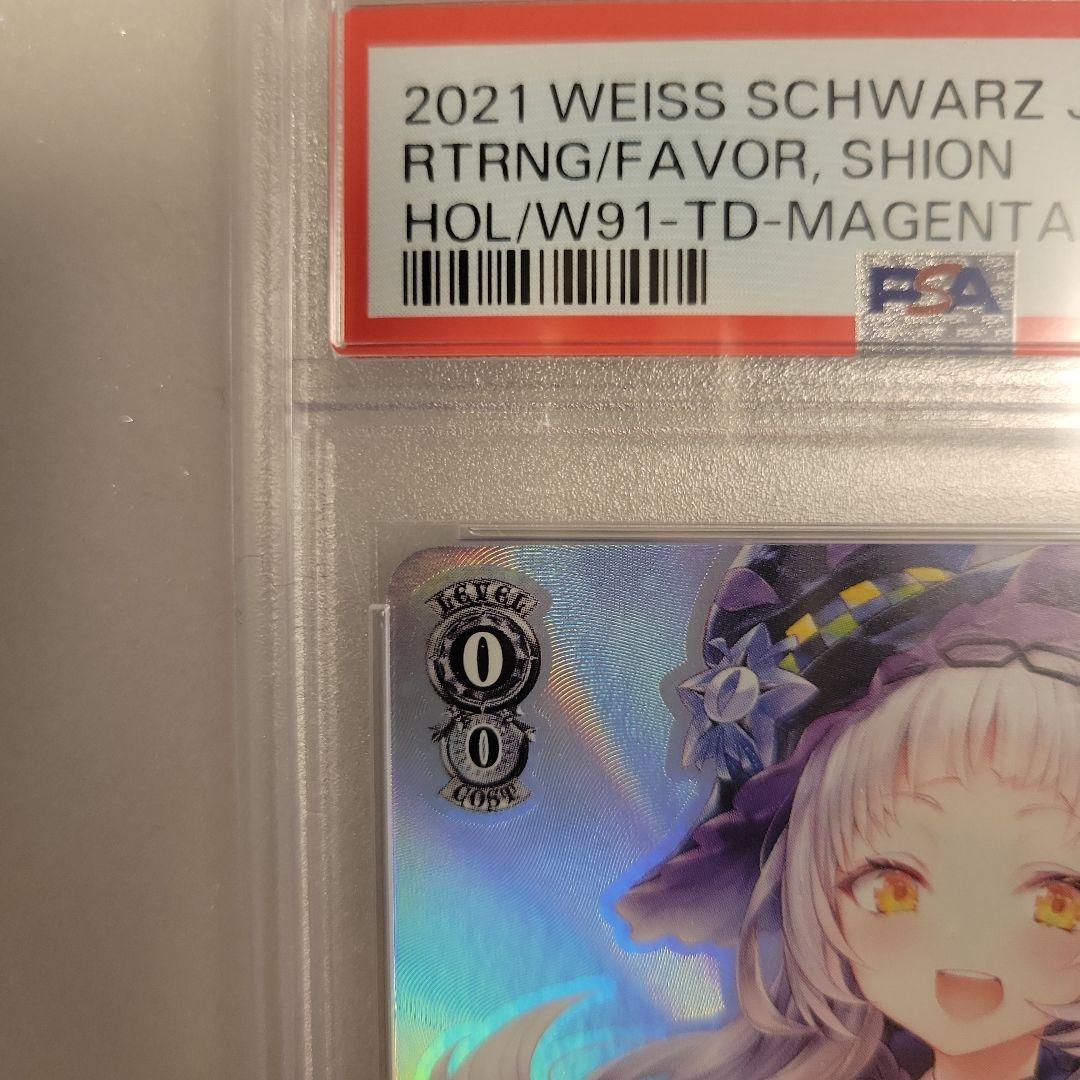 2021 WEISS SCHWARZ J
RTRNG/FAVOR, SHION
HOL/W91-TD-MAGENTA
PSA
LEVEL
0
0
COST